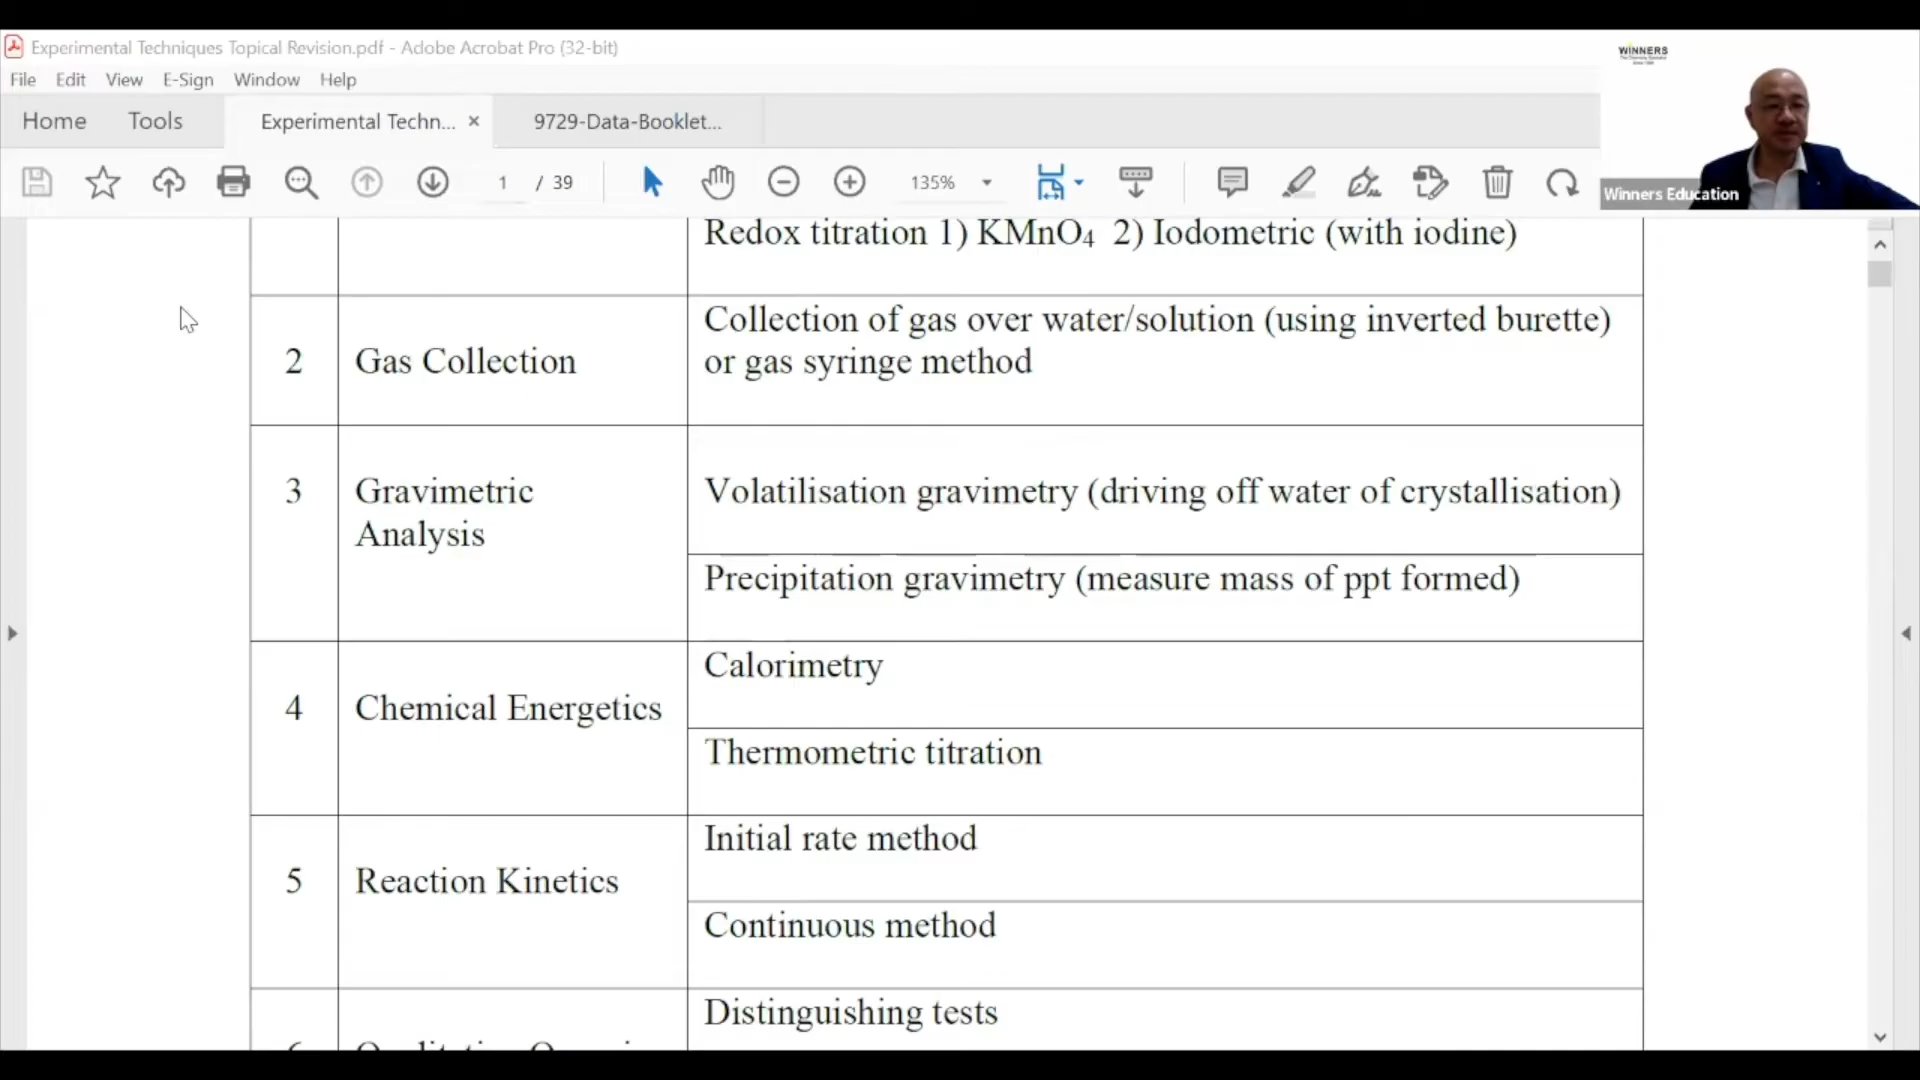 Experimental Techniques Topical Revision.pdf - Adobe Acrobat Pro (32-bit)
WINNERS
File Edit View E-Sign Window Help
Home Tools Experimental Techn... × 9729-Data-Booklet...
1 / 39 135%
Winners Education
Redox titration 1) KMnO4 2) Iodometric (with iodine)
2 Gas Collection
Collection of gas over water/solution (using inverted burette)
or gas syringe method
3 Gravimetric
Analysis
Volatilisation gravimetry (driving off water of crystallisation)
Precipitation gravimetry (measure mass of ppt formed)
4 Chemical Energetics
Calorimetry
Thermometric titration
5 Reaction Kinetics
Initial rate method
Continuous method
Distinguishing tests